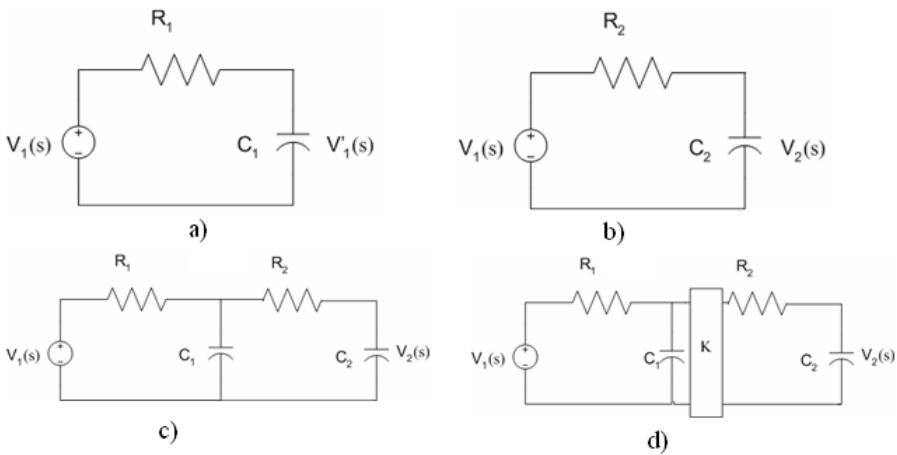 R₁
V₁(s) + - C₁ V'₁(s)
a)
R₂
V₁(s) + - C₂ V₂(s)
b)
R₁ R₂
V₁(s) + - C₁ C₂ V₂(s)
c)
R₁ R₂
V₁(s) + - C₁ K C₂ V₂(s)
d)